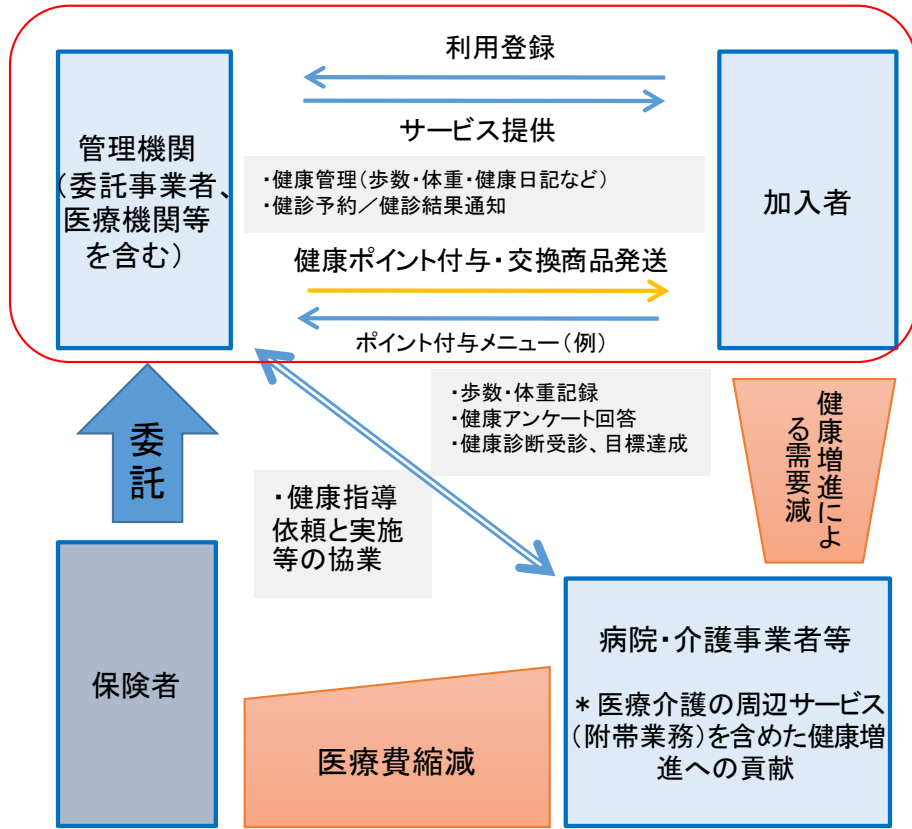 利用登録
管理機関
（委託事業者、
医療機関等
を含む）
サービス提供
・健康管理（歩数・体重・健康日記など）
・健診予約／健診結果通知
加入者
健康ポイント付与・交換商品発送
ポイント付与メニュー（例）
・歩数・体重記録
・健康アンケート回答
・健康診断受診、目標達成
健康増進によ
る需要減
委
託
・健康指導
依頼と実施
等の協業
保険者
医療費縮減
病院・介護事業者等
＊医療介護の周辺サービス
（附帯業務）を含めた健康増
進への貢献